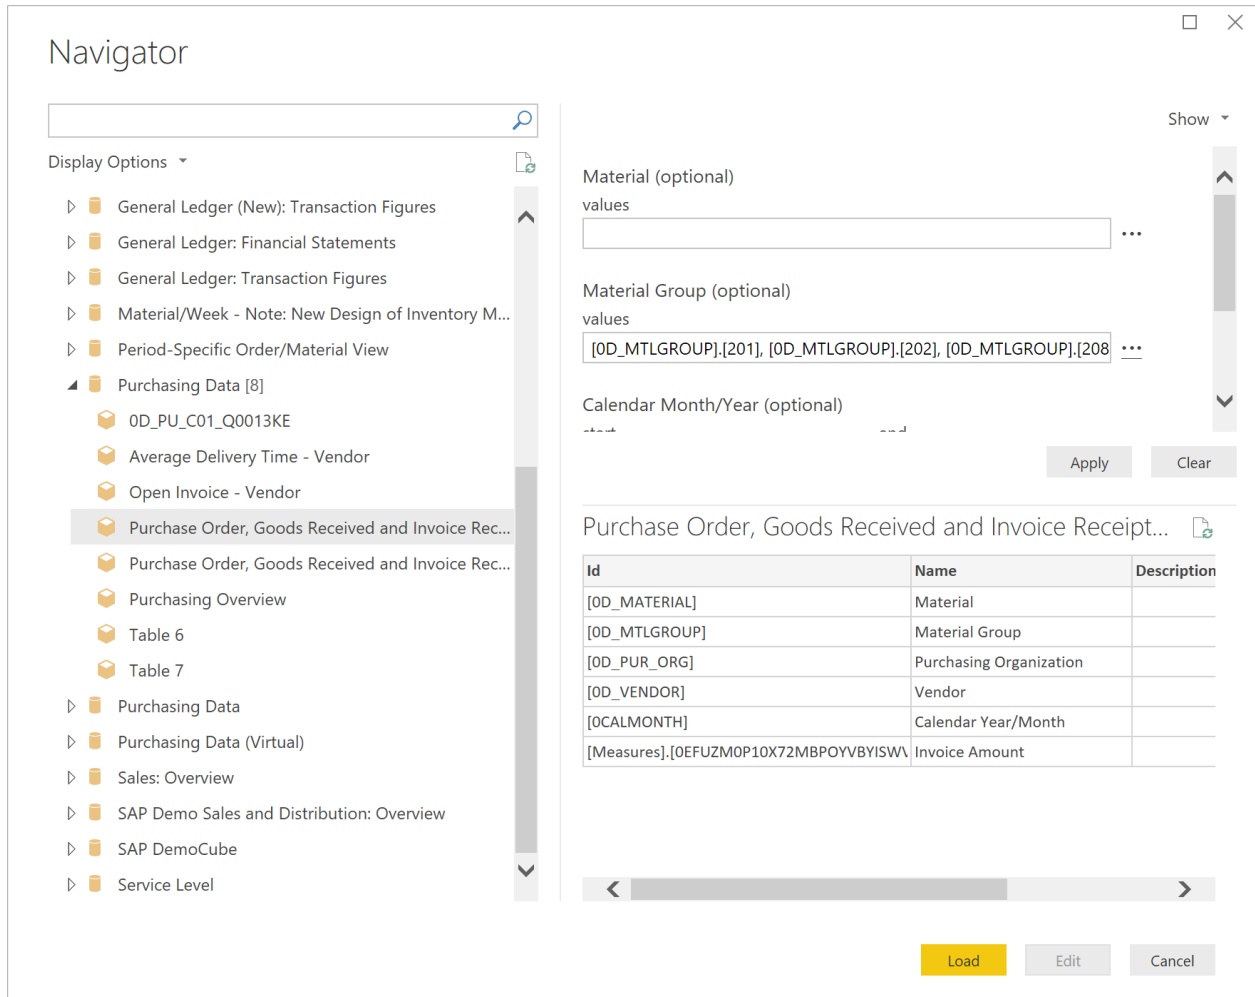 Navigator
Display Options
General Ledger (New): Transaction Figures
General Ledger: Financial Statements
General Ledger: Transaction Figures
Material/Week - Note: New Design of Inventory M...
Period-Specific Order/Material View
Purchasing Data [8]
0D_PU_C01_Q0013KE
Average Delivery Time - Vendor
Open Invoice - Vendor
Purchase Order, Goods Received and Invoice Rec...
Purchase Order, Goods Received and Invoice Rec...
Purchasing Overview
Table 6
Table 7
Purchasing Data
Purchasing Data (Virtual)
Sales: Overview
SAP Demo Sales and Distribution: Overview
SAP DemoCube
Service Level
Show
Material (optional)
values
...
Material Group (optional)
values
[0D_MTLGROUP].[201], [0D_MTLGROUP].[202], [0D_MTLGROUP].[208 ...
Calendar Month/Year (optional)
start end
Apply Clear
Purchase Order, Goods Received and Invoice Receipt...
Id Name Description
[0D_MATERIAL] Material
[0D_MTLGROUP] Material Group
[0D_PUR_ORG] Purchasing Organization
[0D_VENDOR] Vendor
[0CALMONTH] Calendar Year/Month
[Measures].[0EFUZM0P10X72MBPOYVBYISWV Invoice Amount
Load Edit Cancel